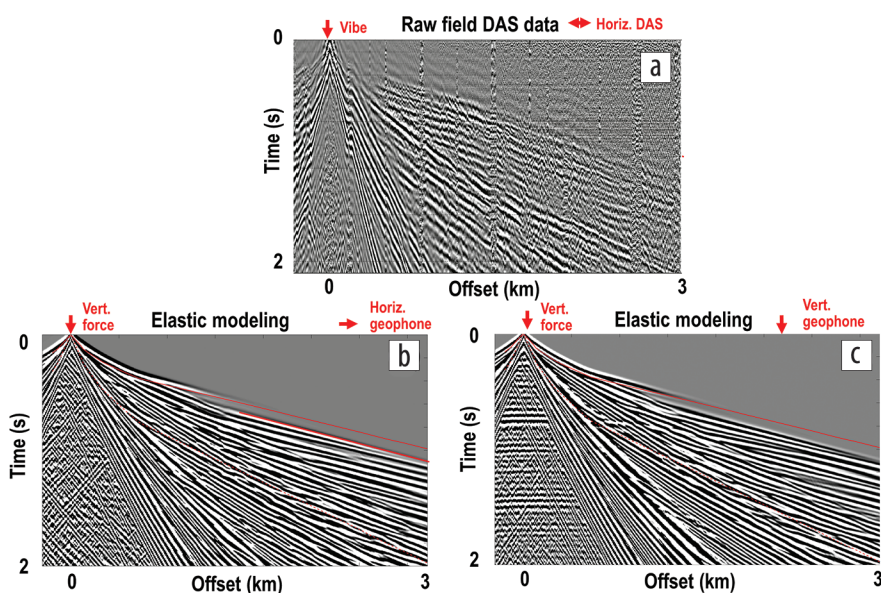 Vibe
Raw field DAS data
Horiz. DAS
0
a
Time (s)
2
0
Offset (km)
3
Vert.
force
Elastic modeling
Horiz.
geophone
0
b
Time (s)
2
0
Offset (km)
3
Vert.
force
Elastic modeling
Vert.
geophone
0
c
Time (s)
2
0
Offset (km)
3